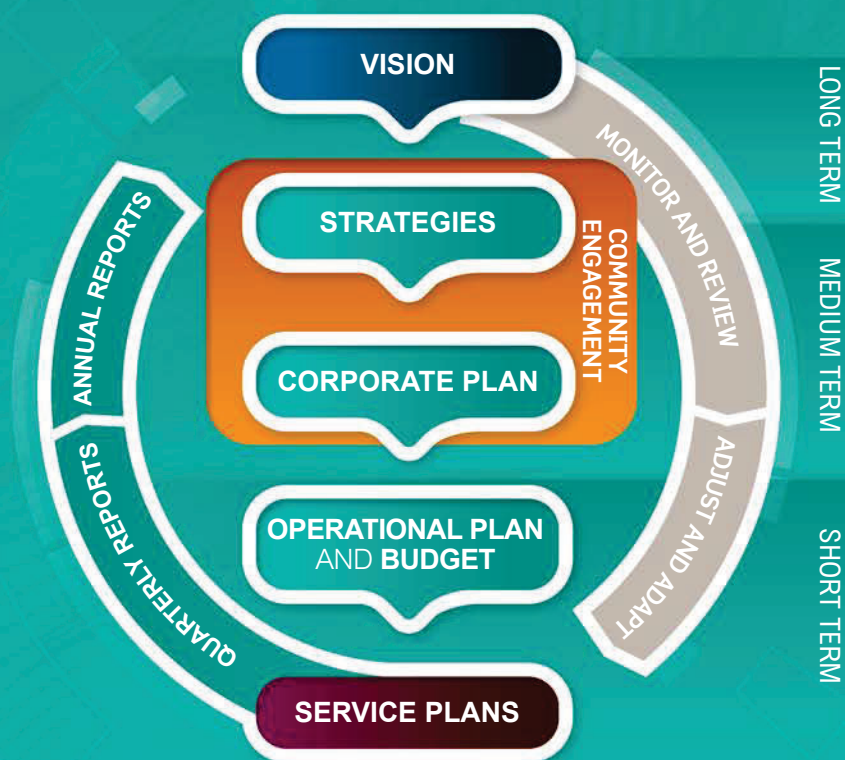 VISION
STRATEGIES
COMMUNITY
ENGAGEMENT
CORPORATE PLAN
OPERATIONAL PLAN
AND BUDGET
SERVICE PLANS
QUARTERLY REPORTS
ANNUAL REPORTS
MONITOR AND REVIEW
ADJUST AND ADAPT
LONG TERM
MEDIUM TERM
SHORT TERM